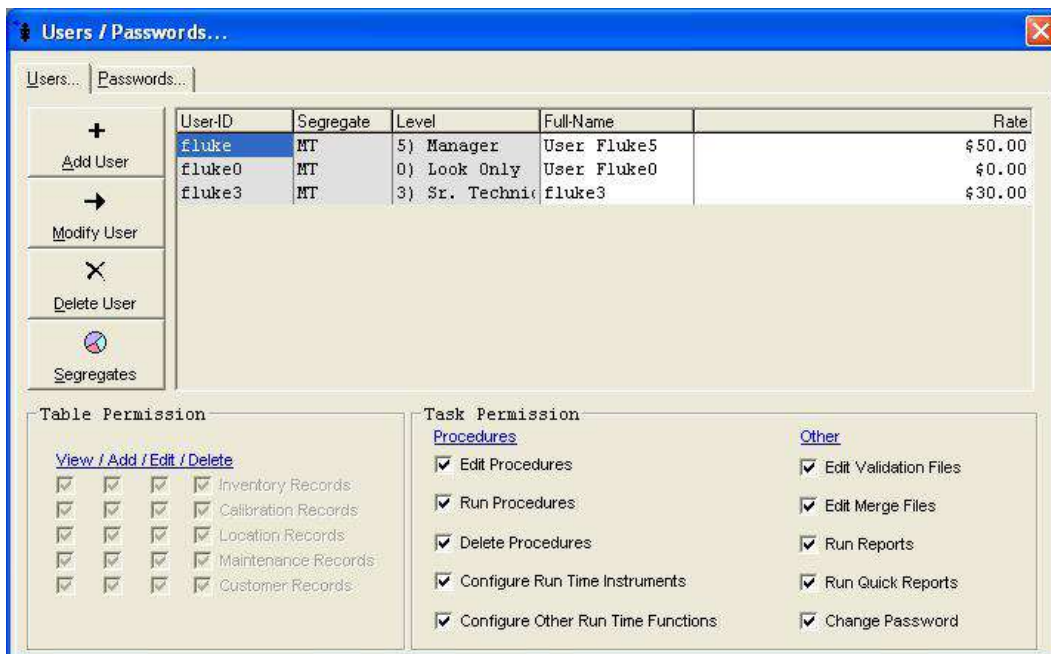 Users / Passwords...
Users... Passwords...
Add User
Modify User
Delete User
Segregates
User-ID Segregate Level Full-Name Rate
fluke MT 5) Manager User Fluke5 $50.00
fluke0 MT 0) Look Only User Fluke0 $0.00
fluke3 MT 3) Sr. Technic fluke3 $30.00
Table Permission
View / Add / Edit / Delete
Inventory Records
Calibration Records
Location Records
Maintenance Records
Customer Records
Task Permission
Procedures
Edit Procedures
Run Procedures
Delete Procedures
Configure Run Time Instruments
Configure Other Run Time Functions
Other
Edit Validation Files
Edit Merge Files
Run Reports
Run Quick Reports
Change Password